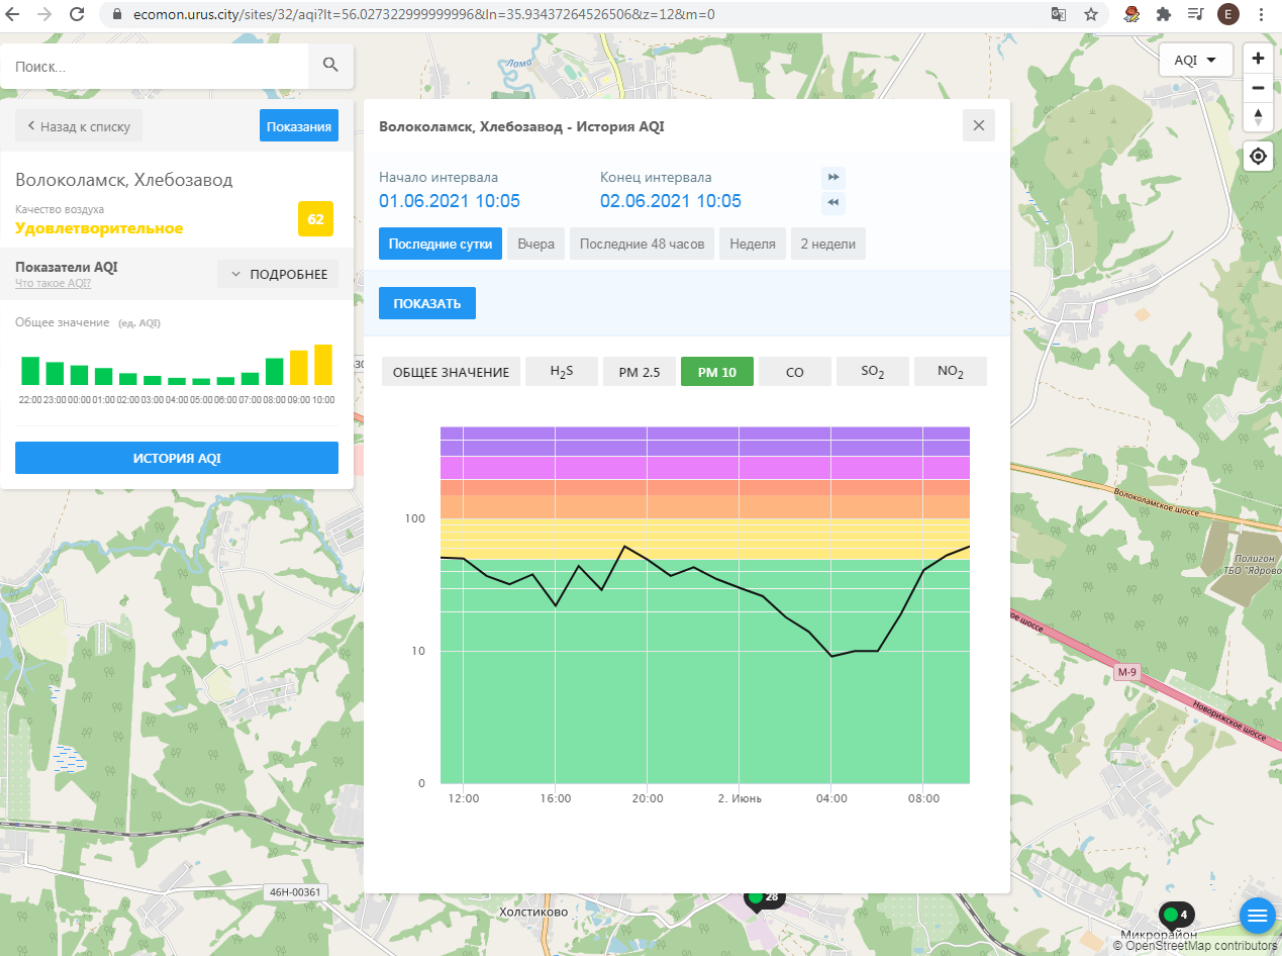 ecomon.urus.city/sites/32/aqi?lt=56.027322999999996&ln=35.93437264526506&z=12&m=0
E
Поиск...
AQI
Назад к списку
Показания
Волоколамск, Хлебозавод
Качество воздуха
Удовлетворительное
62
Показатели AQI
Что такое AQI?
ПОДРОБНЕЕ
Общее значение (ед. AQI)
22:00 23:00 00:00 01:00 02:00 03:00 04:00 05:00 06:00 07:00 08:00 09:00 10:00
ИСТОРИЯ AQI
Волоколамск, Хлебозавод - История AQI
Начало интервала
Конец интервала
01.06.2021 10:05
02.06.2021 10:05
Последние сутки
Вчера
Последние 48 часов
Неделя
2 недели
ПОКАЗАТЬ
ОБЩЕЕ ЗНАЧЕНИЕ
H2S
PM 2.5
PM 10
CO
SO2
NO2
100
10
0
12:00 16:00 20:00 2. Июнь 04:00 08:00
Лома
Волоколамское шоссе
Полигон
ТБО "Ядрово
ое шоссе
М-9
Новорижское шоссе
46Н-00361
Холстиково
28
4
Микрорайон
© OpenStreetMap contributors